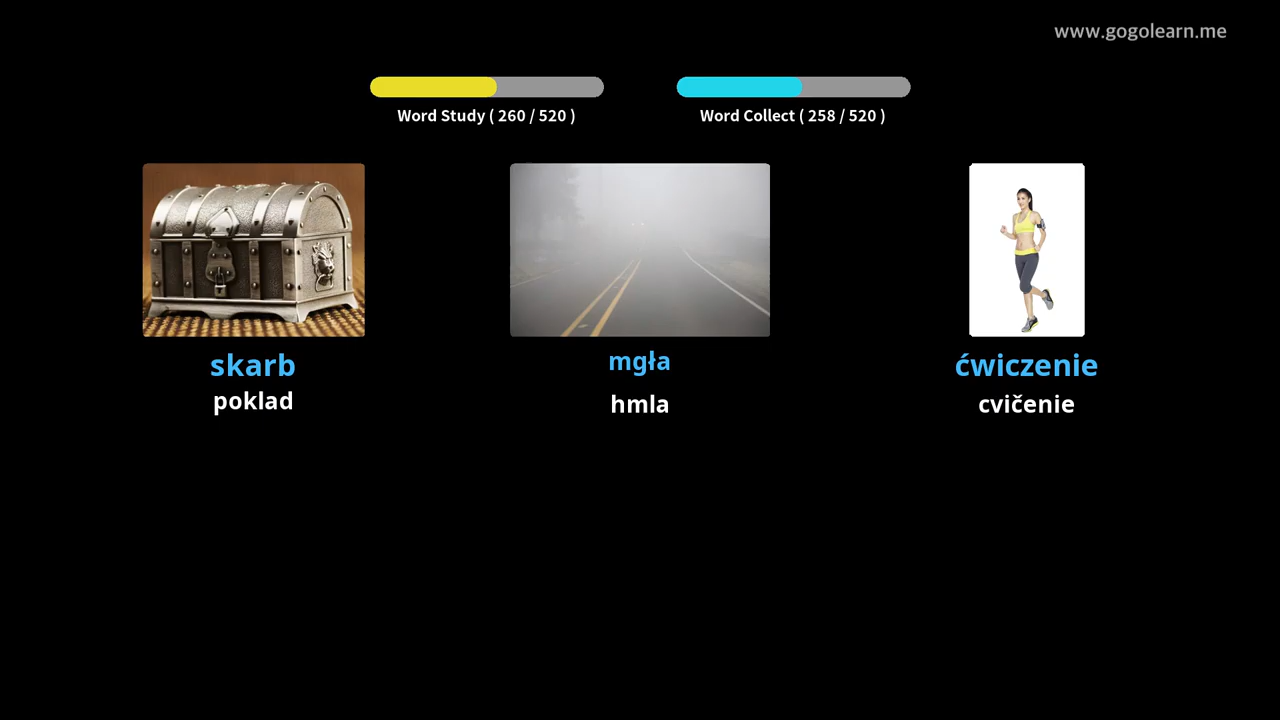 www.gogolearn.me
Word Study ( 260 / 520 )
Word Collect ( 258 / 520 )
skarb
poklad
mgła
hmla
ćwiczenie
cvičenie